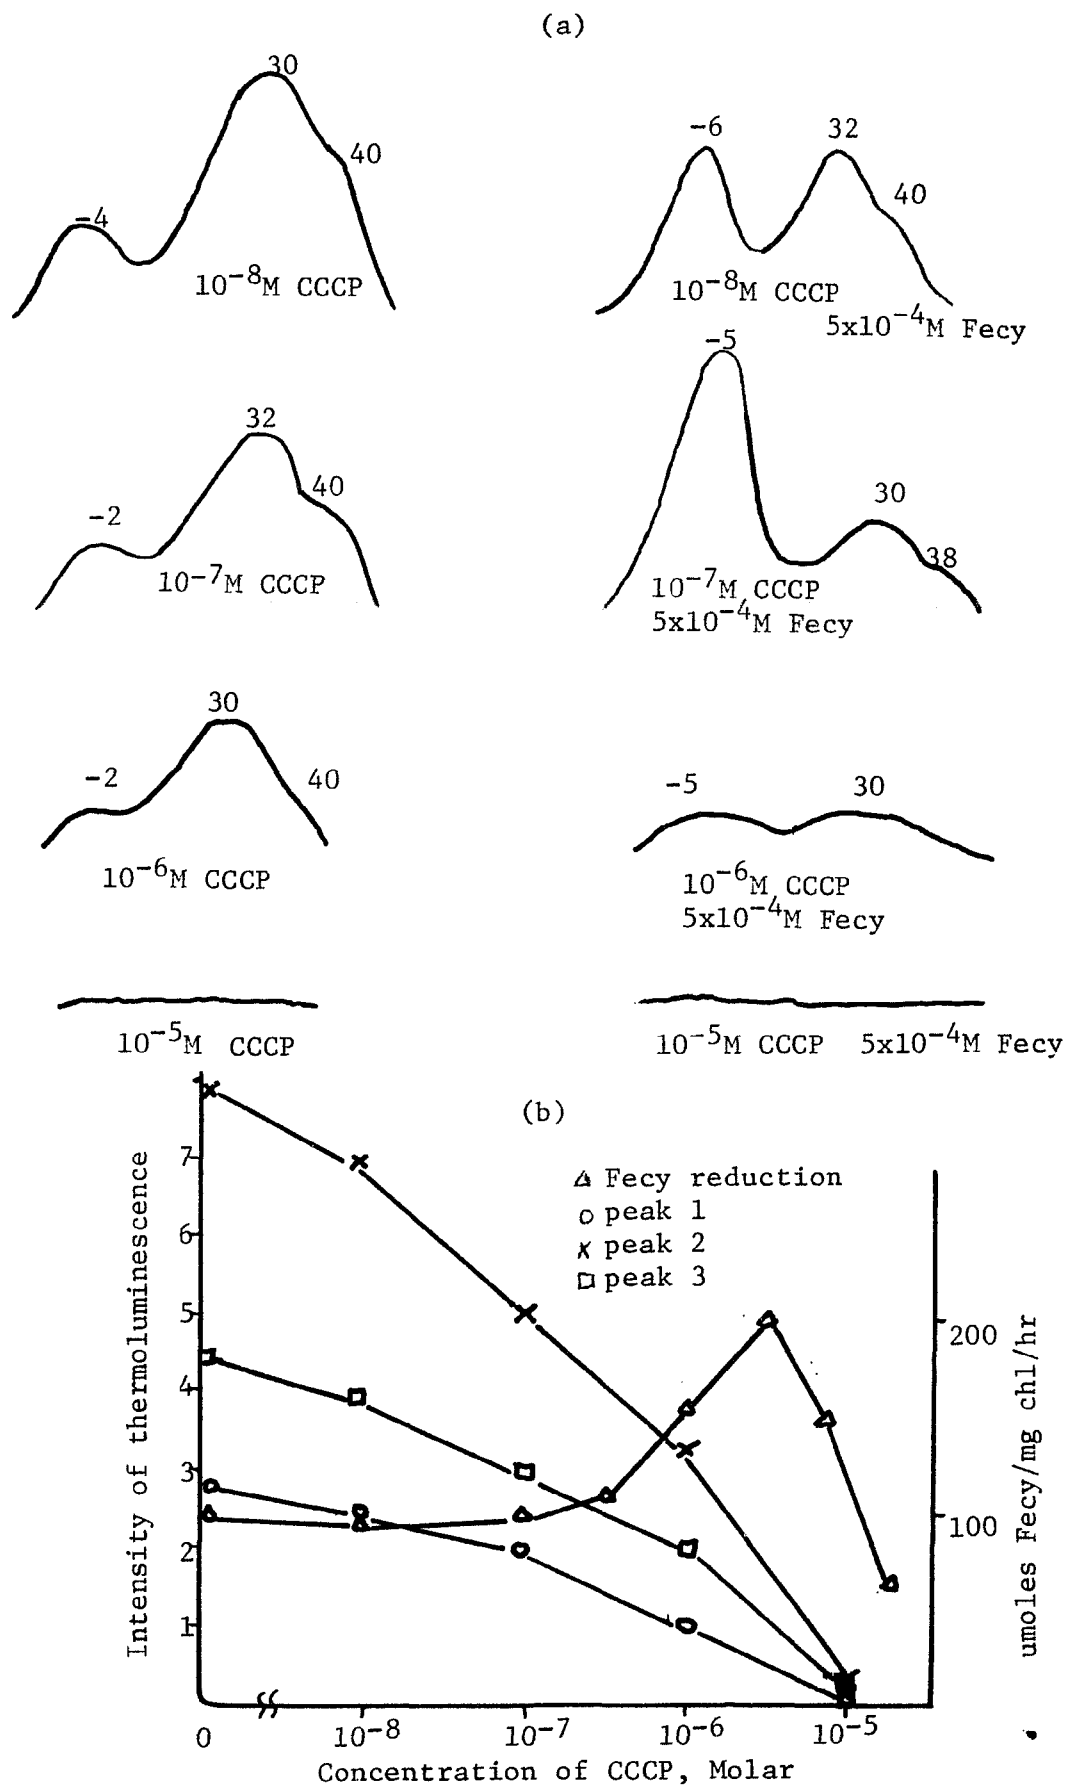 (a)
30
40
-4
10⁻⁸M CCCP
-6
32
40
10⁻⁸M CCCP
5x10⁻⁴M Fecy
32
40
-2
10⁻⁷M CCCP
-5
30
38
10⁻⁷M CCCP
5x10⁻⁴M Fecy
30
-2
40
10⁻⁶M CCCP
-5
30
10⁻⁶M CCCP
5x10⁻⁴M Fecy
10⁻⁵M CCCP
10⁻⁵M CCCP 5x10⁻⁴M Fecy
(b)
Fecy reduction
peak 1
peak 2
peak 3
Intensity of thermoluminescence
7
6
5
4
3
2
1
200
100
umoles Fecy/mg chl/hr
0
10⁻⁸
10⁻⁷
10⁻⁶
10⁻⁵
Concentration of CCCP, Molar